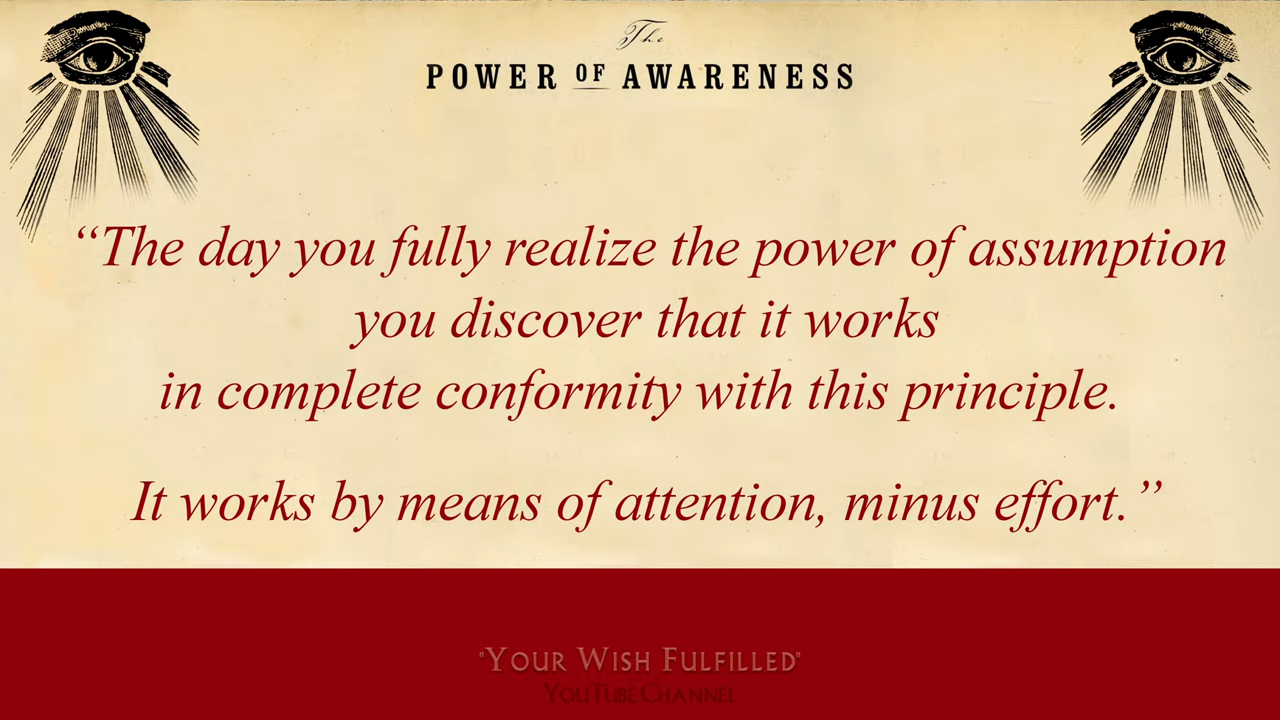 The
POWER OF AWARENESS
“The day you fully realize the power of assumption
you discover that it works
in complete conformity with this principle.
It works by means of attention, minus effort.”
"YOUR WISH FULFILLED"
YOUTUBE CHANNEL